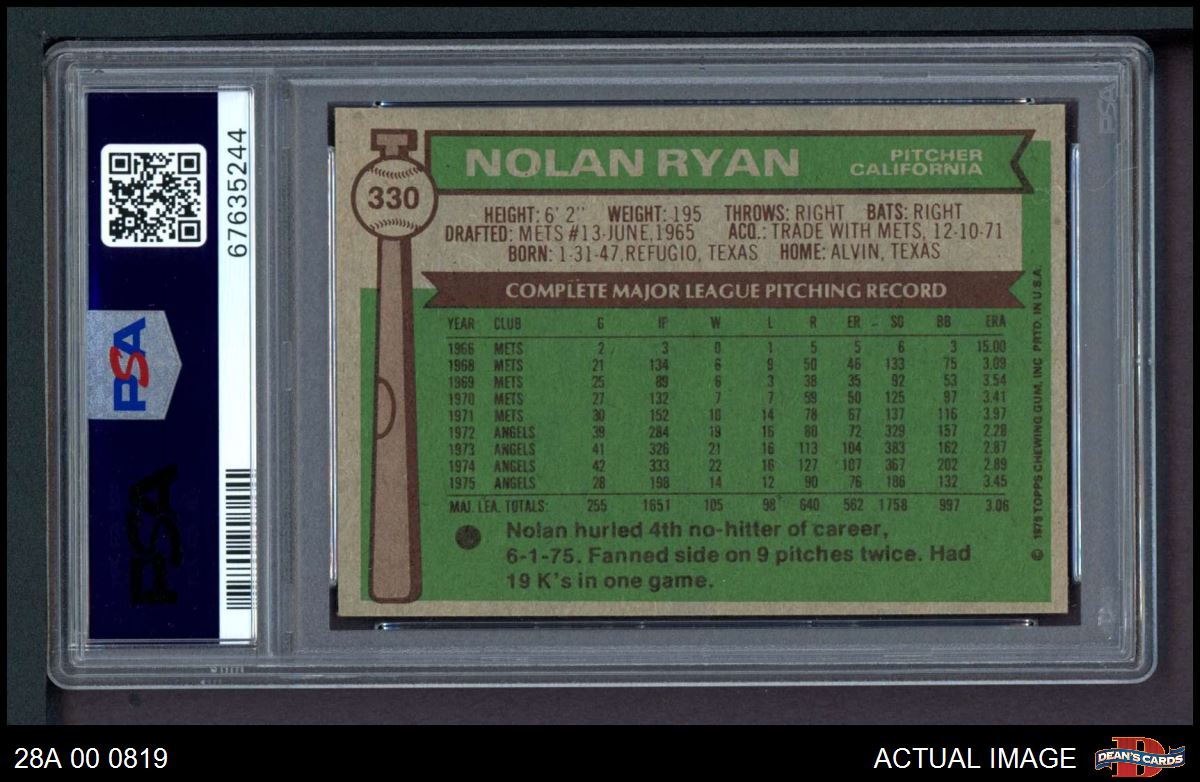 67635244
PSA
PSA
PSA
330
NOLAN RYAN
PITCHER
CALIFORNIA
HEIGHT: 6' 2" WEIGHT: 195 THROWS: RIGHT BATS: RIGHT
DRAFTED: METS #13-JUNE, 1965 ACQ.: TRADE WITH METS, 12-10-71
BORN: 1-31-47, REFUGIO, TEXAS HOME: ALVIN, TEXAS
COMPLETE MAJOR LEAGUE PITCHING RECORD
YEAR CLUB G IP W L R ER SO BB ERA
1966 METS 2 3 0 1 5 5 6 3 15.00
1968 METS 21 134 6 9 50 46 133 75 3.09
1969 METS 25 89 6 3 38 35 92 53 3.54
1970 METS 27 132 7 7 59 50 125 97 3.41
1971 METS 30 152 10 14 78 67 137 116 3.97
1972 ANGELS 39 284 19 16 80 72 329 157 2.28
1973 ANGELS 41 326 21 16 113 104 383 162 2.87
1974 ANGELS 42 333 22 16 127 107 367 202 2.89
1975 ANGELS 28 198 14 12 90 76 186 132 3.45
MAJ. LEA. TOTALS: 255 1651 105 98 640 562 1758 997 3.06
Nolan hurled 4th no-hitter of career,
6-1-75. Fanned side on 9 pitches twice. Had
19 K's in one game.
© 1976 TOPPS CHEWING GUM, INC PRTD. IN U.S.A.
28A 00 0819
ACTUAL IMAGE
DEAN'S CARDS